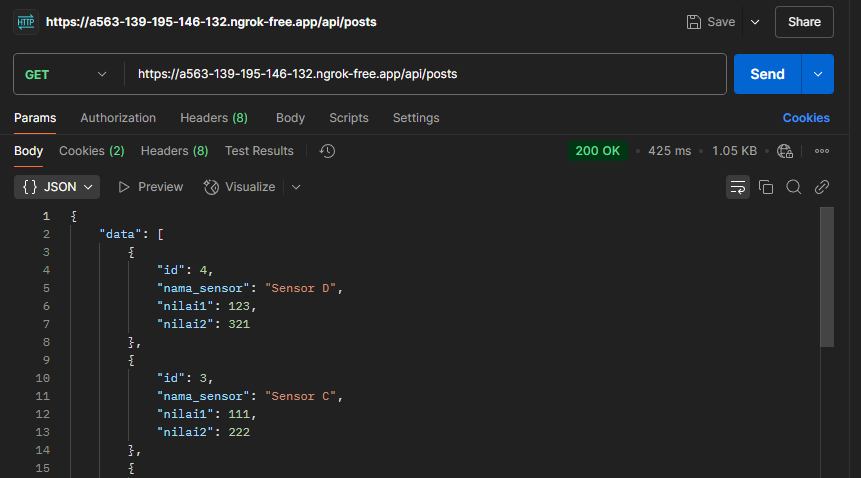 HTTP https://a563-139-195-146-132.ngrok-free.app/api/posts Save Share
GET https://a563-139-195-146-132.ngrok-free.app/api/posts Send
Params Authorization Headers (8) Body Scripts Settings Cookies
Body Cookies (2) Headers (8) Test Results 200 OK • 425 ms • 1.05 KB •
{} JSON Preview Visualize
1 {
2 "data": [
3 {
4 "id": 4,
5 "nama_sensor": "Sensor D",
6 "nilai1": 123,
7 "nilai2": 321
8 },
9 {
10 "id": 3,
11 "nama_sensor": "Sensor C",
12 "nilai1": 111,
13 "nilai2": 222
14 },
15 {